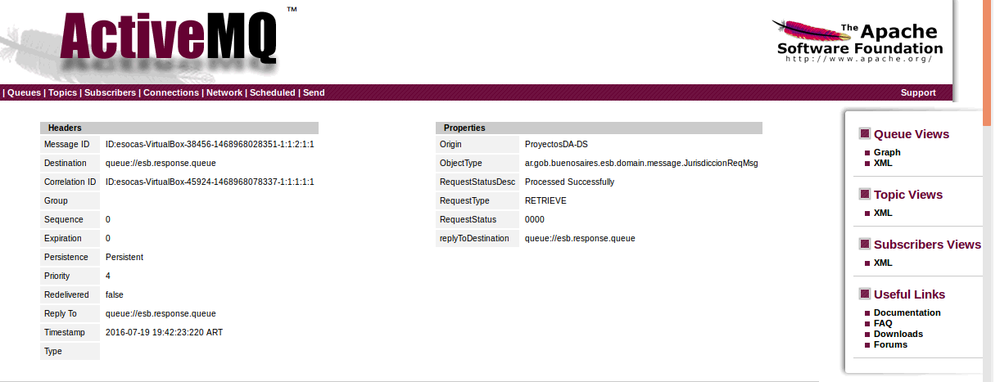 ActiveMQ™
The Apache
Software Foundation
http://www.apache.org/
| Queues | Topics | Subscribers | Connections | Network | Scheduled | Send
Support
Headers
Message ID ID:esocas-VirtualBox-38456-1468968028351-1:1:2:1:1
Destination queue://esb.response.queue
Correlation ID ID:esocas-VirtualBox-45924-1468968078337-1:1:1:1:1
Group
Sequence 0
Expiration 0
Persistence Persistent
Priority 4
Redelivered false
Reply To queue://esb.response.queue
Timestamp 2016-07-19 19:42:23:220 ART
Type
Properties
Origin ProyectosDA-DS
ObjectType ar.gob.buenosaires.esb.domain.message.JurisdiccionReqMsg
RequestStatusDesc Processed Successfully
RequestType RETRIEVE
RequestStatus 0000
replyToDestination queue://esb.response.queue
Queue Views
Graph
XML
Topic Views
XML
Subscribers Views
XML
Useful Links
Documentation
FAQ
Downloads
Forums